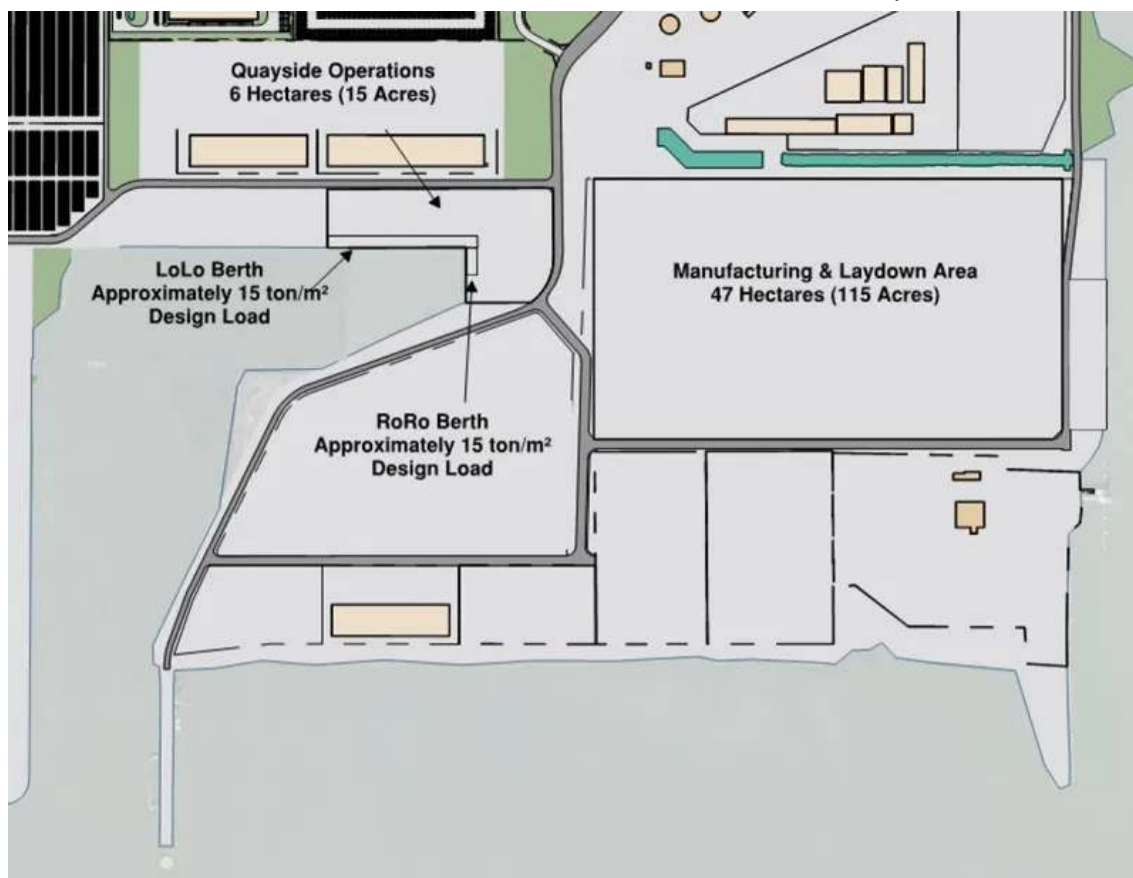 Quayside Operations
6 Hectares (15 Acres)
LoLo Berth
Approximately 15 ton/m²
Design Load
Manufacturing & Laydown Area
47 Hectares (115 Acres)
RoRo Berth
Approximately 15 ton/m²
Design Load